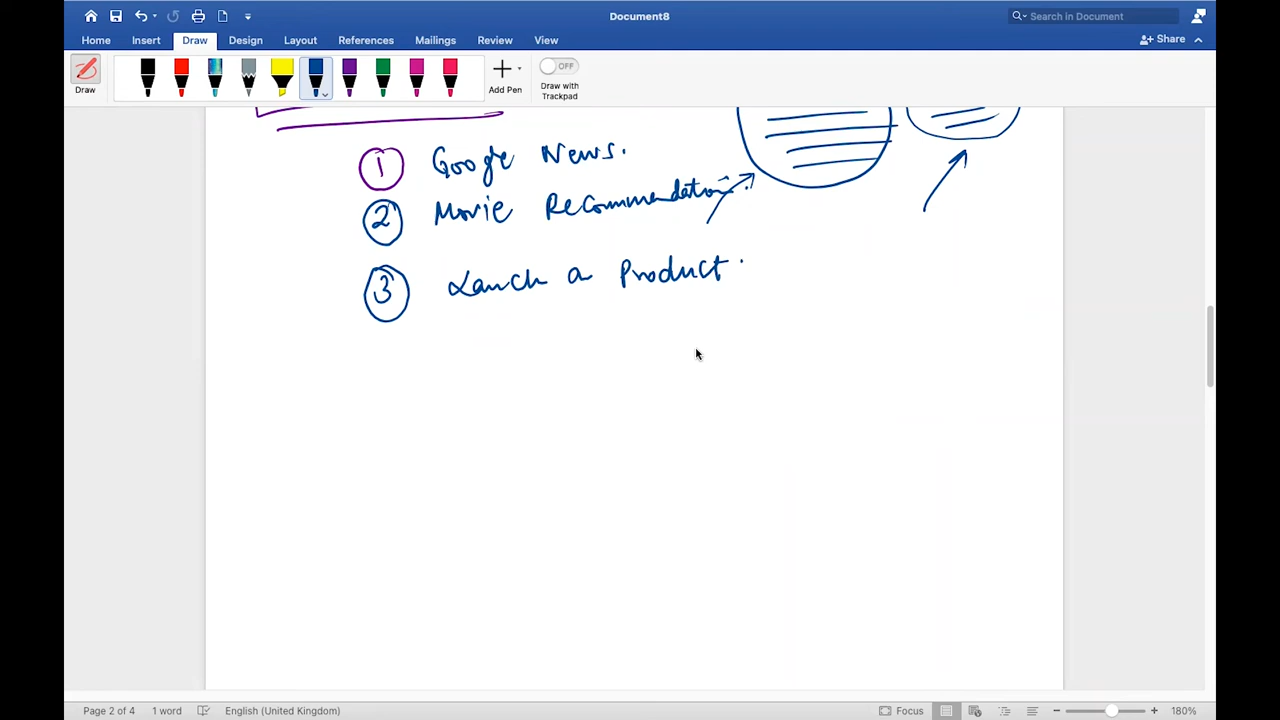 Document8
Search in Document
Home Insert Draw Design Layout References Mailings Review View
Share
Draw
Add Pen
OFF
Draw with
Trackpad
1 Google News.
2 Movie Recommendation.
3 Lanch a Product.
Page 2 of 4 1 word English (United Kingdom) Focus 180%